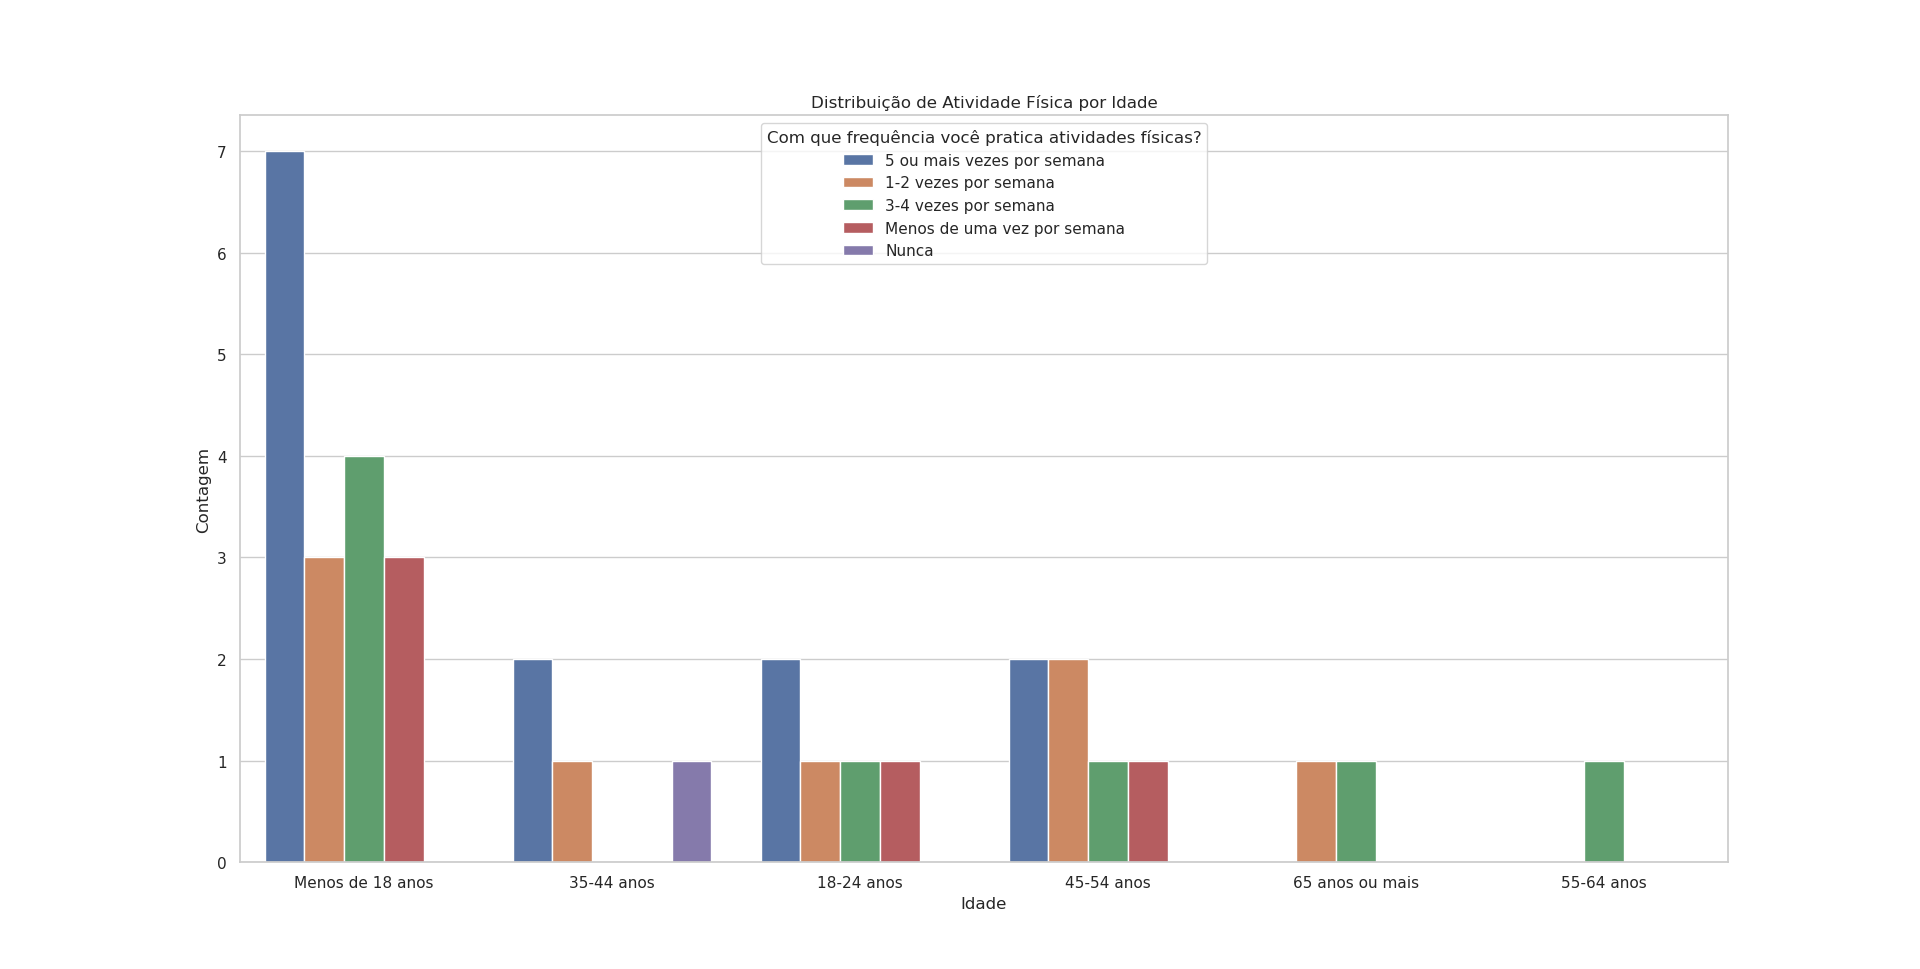 Distribuição de Atividade Física por Idade
Com que frequência você pratica atividades físicas?
5 ou mais vezes por semana
1-2 vezes por semana
3-4 vezes por semana
Menos de uma vez por semana
Nunca
Contagem
7
6
5
4
3
2
1
0
Menos de 18 anos 35-44 anos 18-24 anos 45-54 anos 65 anos ou mais 55-64 anos
Idade